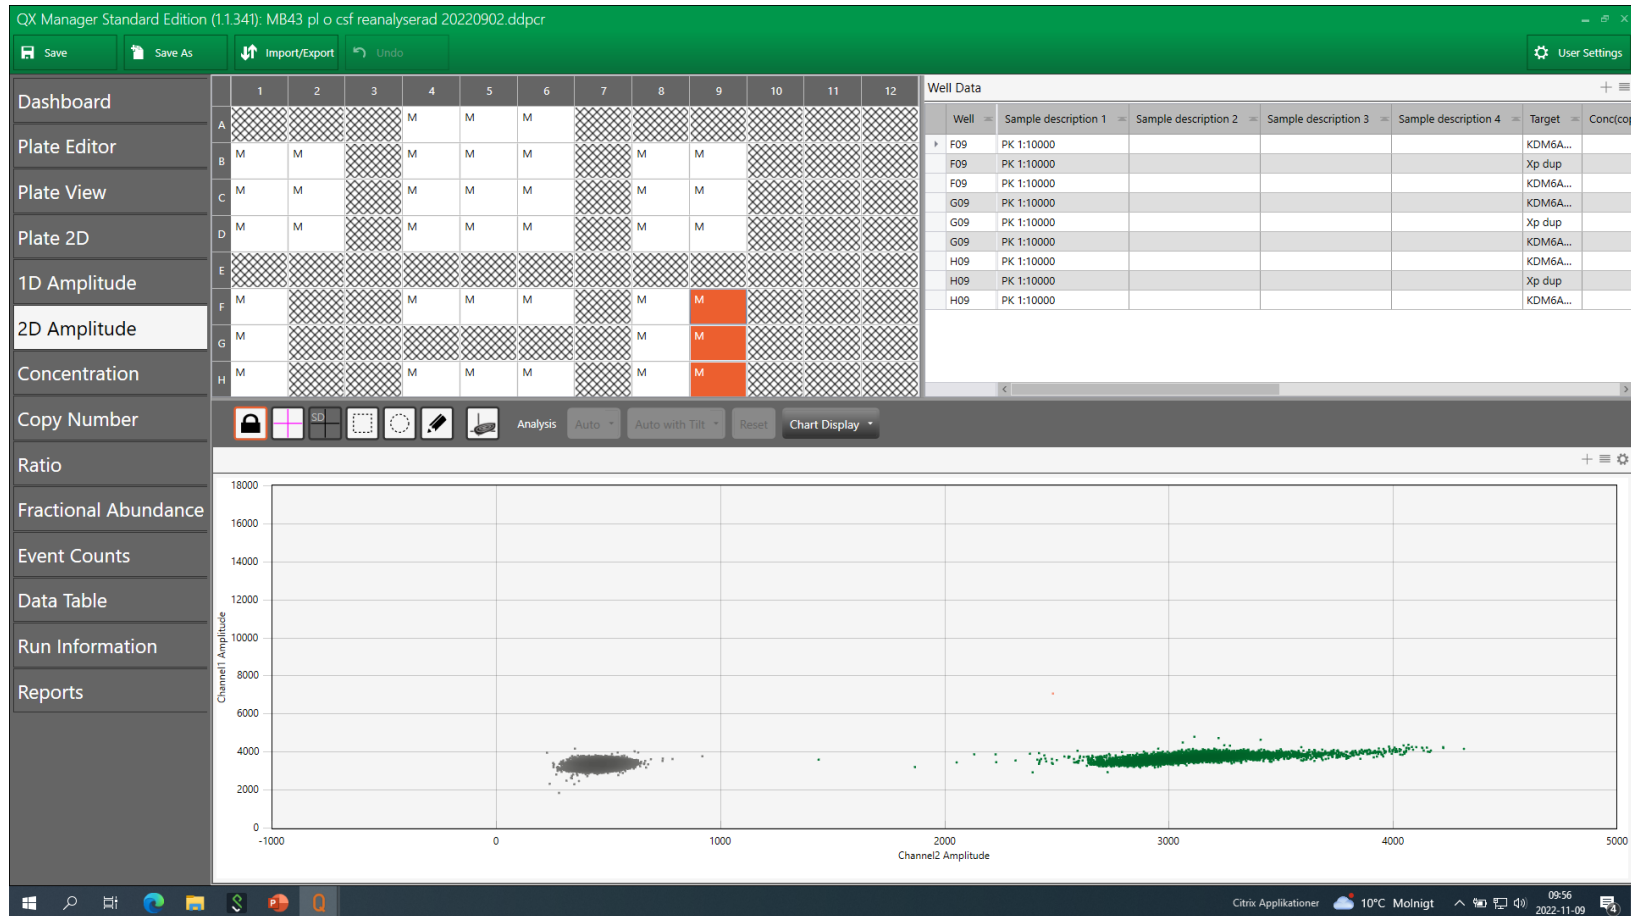 QX Manager Standard Edition (1.1.341): MB43 pl o csf reanalyserad 20220902.ddpcr
Save Save As Import/Export Undo User Settings
Dashboard
Plate Editor
Plate View
Plate 2D
1D Amplitude
2D Amplitude
Concentration
Copy Number
Ratio
Fractional Abundance
Event Counts
Data Table
Run Information
Reports
1 2 3 4 5 6 7 8 9 10 11 12
A M M M
B M M M M M M M
C M M M M M M M
D M M M M M M M
E
F M M M M M M
G M M M
H M M M M M M
Well Data
Well Sample description 1 Sample description 2 Sample description 3 Sample description 4 Target Conc(cop
F09 PK 1:10000 KDM6A...
F09 PK 1:10000 Xp dup
F09 PK 1:10000 KDM6A...
G09 PK 1:10000 KDM6A...
G09 PK 1:10000 Xp dup
G09 PK 1:10000 KDM6A...
H09 PK 1:10000 KDM6A...
H09 PK 1:10000 Xp dup
H09 PK 1:10000 KDM6A...
SD Analysis Auto Auto with Tilt Reset Chart Display
18000
16000
14000
12000
10000
8000
6000
4000
2000
0
Channel1 Amplitude
-1000 0 1000 2000 3000 4000 5000
Channel2 Amplitude
Citrix Applikationer 10°C Molnigt 09:56
2022-11-09
4